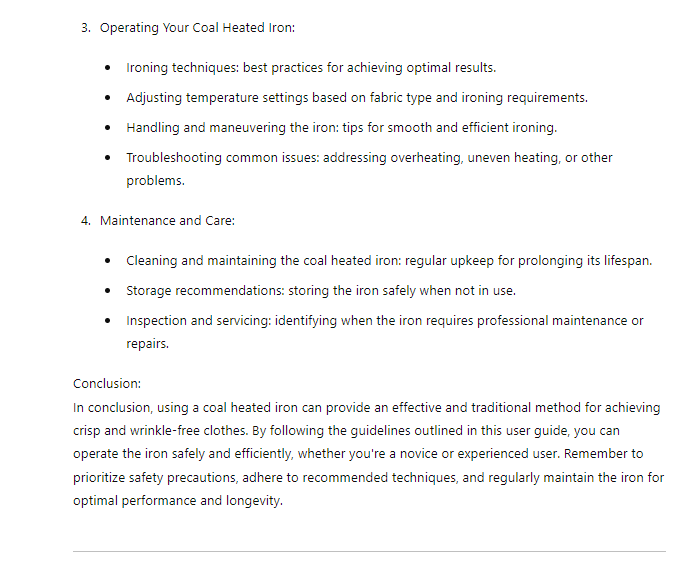 3. Operating Your Coal Heated Iron:
• Ironing techniques: best practices for achieving optimal results.
• Adjusting temperature settings based on fabric type and ironing requirements.
• Handling and maneuvering the iron: tips for smooth and efficient ironing.
• Troubleshooting common issues: addressing overheating, uneven heating, or other
problems.
4. Maintenance and Care:
• Cleaning and maintaining the coal heated iron: regular upkeep for prolonging its lifespan.
• Storage recommendations: storing the iron safely when not in use.
• Inspection and servicing: identifying when the iron requires professional maintenance or
repairs.
Conclusion:
In conclusion, using a coal heated iron can provide an effective and traditional method for achieving
crisp and wrinkle-free clothes. By following the guidelines outlined in this user guide, you can
operate the iron safely and efficiently, whether you're a novice or experienced user. Remember to
prioritize safety precautions, adhere to recommended techniques, and regularly maintain the iron for
optimal performance and longevity.